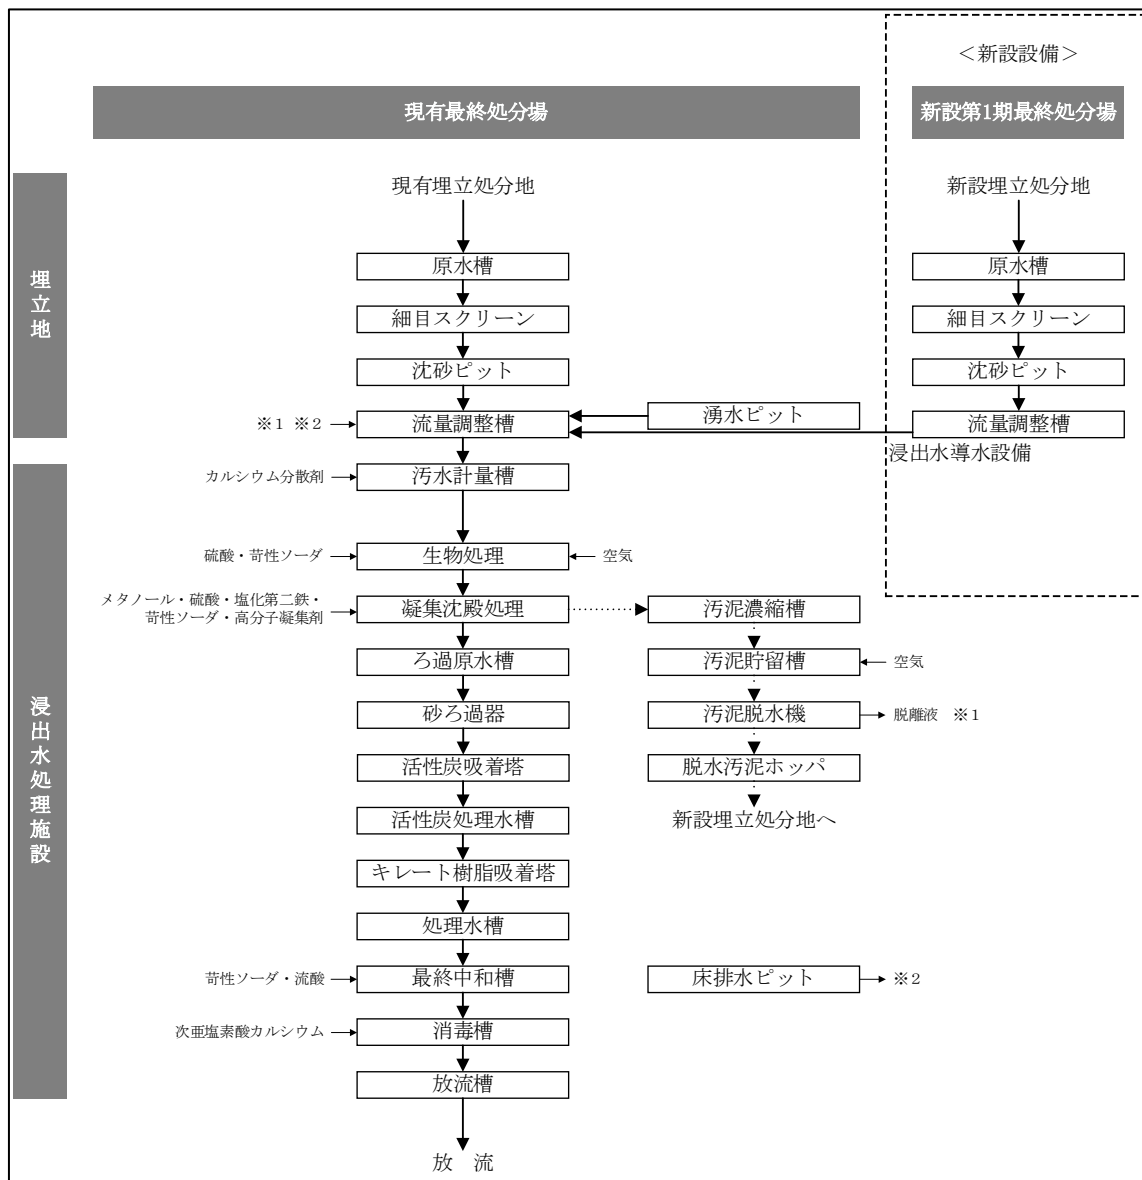 ＜新設設備＞
現有最終処分場
新設第1期最終処分場
埋立地
現有埋立処分地
新設埋立処分地
原水槽
原水槽
細目スクリーン
細目スクリーン
沈砂ピット
沈砂ピット
※1 ※2
流量調整槽
湧水ピット
流量調整槽
浸出水導水設備
浸出水処理施設
カルシウム分散剤
汚水計量槽
硫酸・苛性ソーダ
生物処理
空気
メタノール・硫酸・塩化第二鉄・
苛性ソーダ・高分子凝集剤
凝集沈殿処理
汚泥濃縮槽
ろ過原水槽
汚泥貯留槽
空気
砂ろ過器
汚泥脱水機
脱離液　※1
活性炭吸着塔
脱水汚泥ホッパ
活性炭処理水槽
新設埋立処分地へ
キレート樹脂吸着塔
処理水槽
苛性ソーダ・流酸
最終中和槽
床排水ピット
※2
次亜塩素酸カルシウム
消毒槽
放流槽
放　流